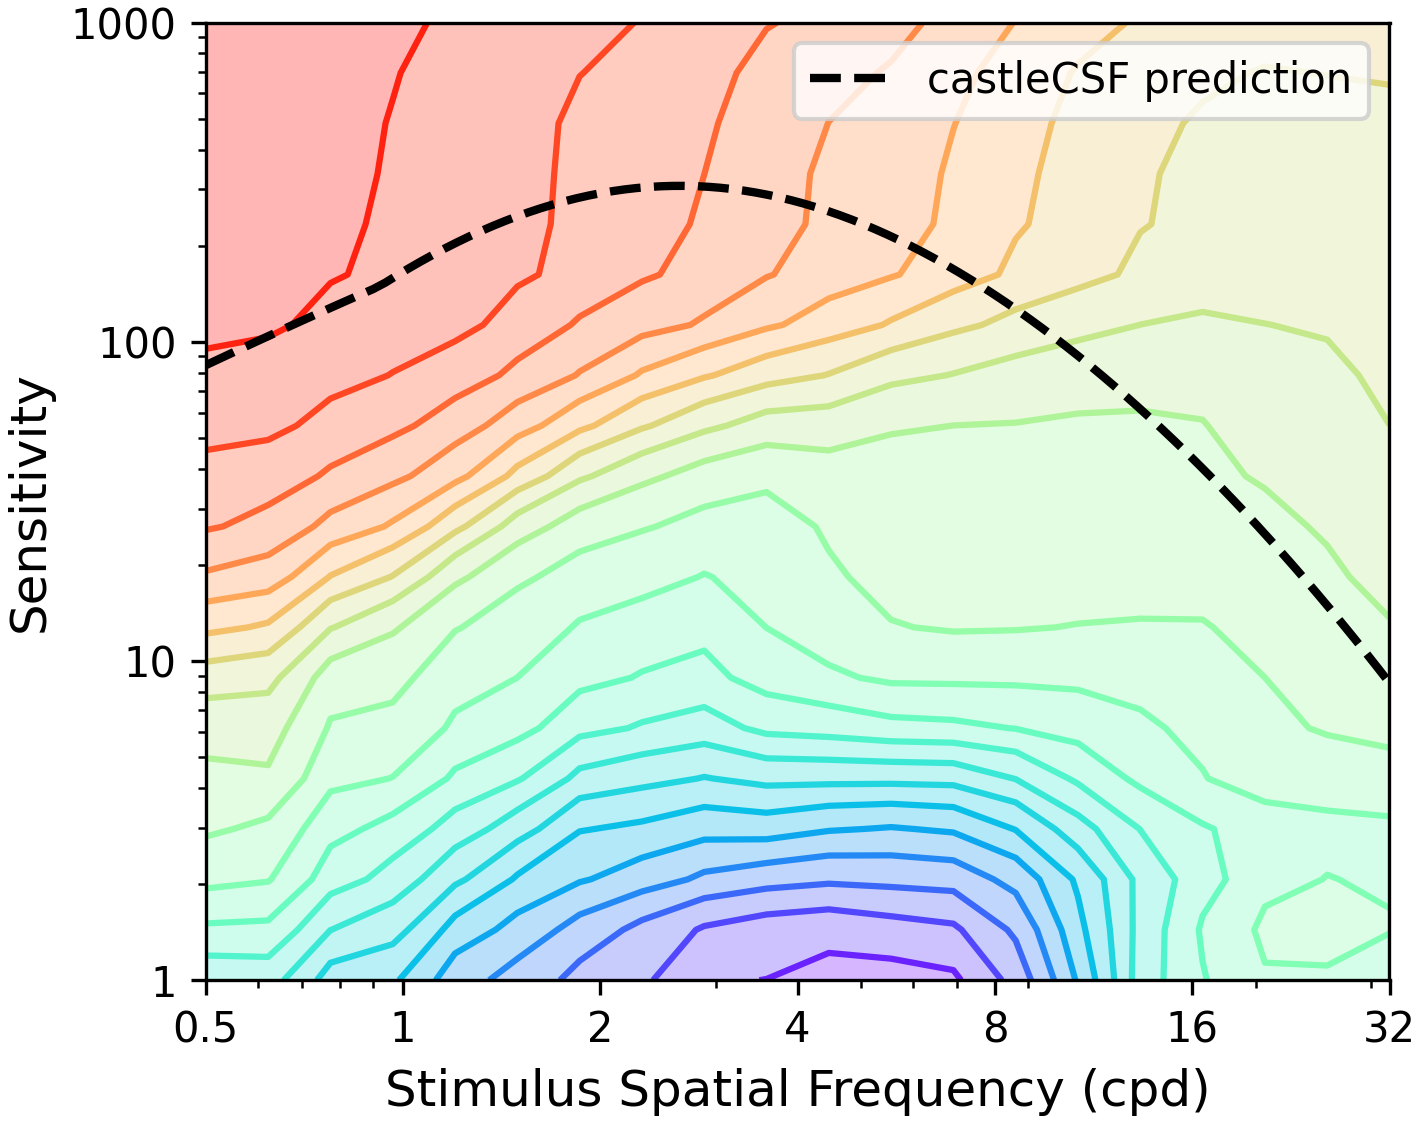 1000
100
10
1
Sensitivity
castleCSF prediction
0.5 1 2 4 8 16 32
Stimulus Spatial Frequency (cpd)